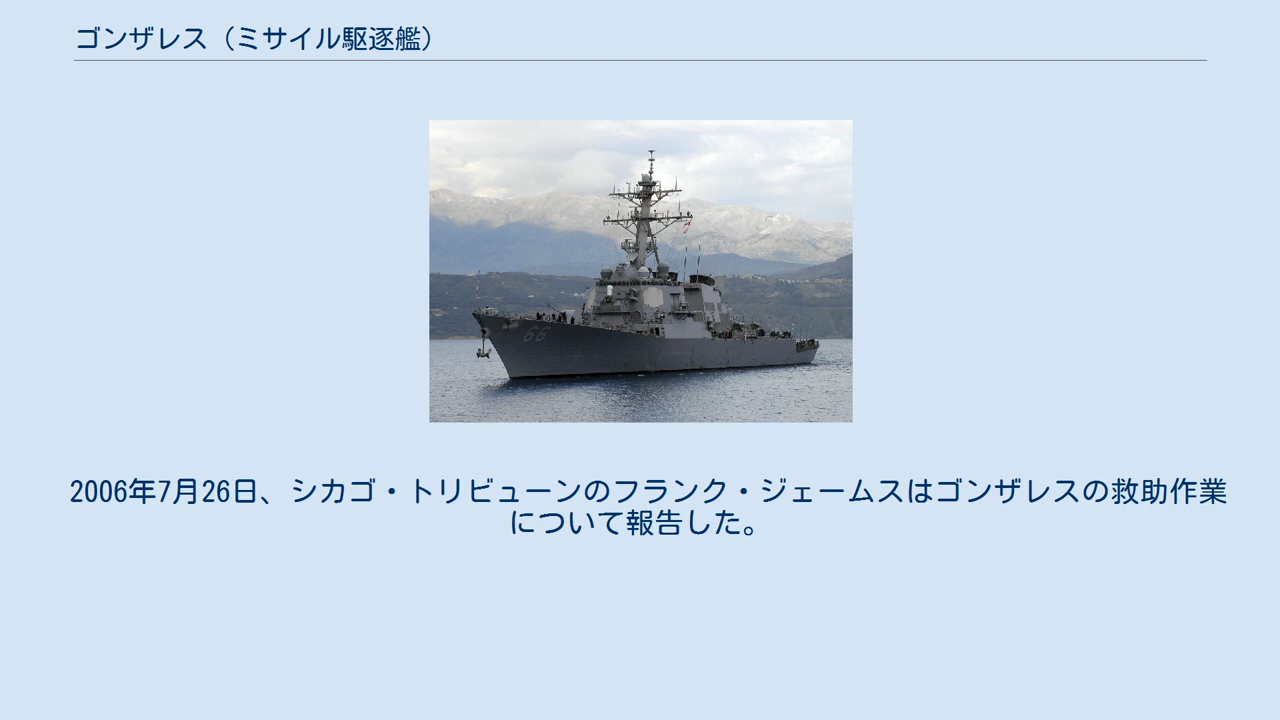 ゴンザレス（ミサイル駆逐艦）
66
2006年7月26日、シカゴ・トリビューンのフランク・ジェームスはゴンザレスの救助作業
について報告した。